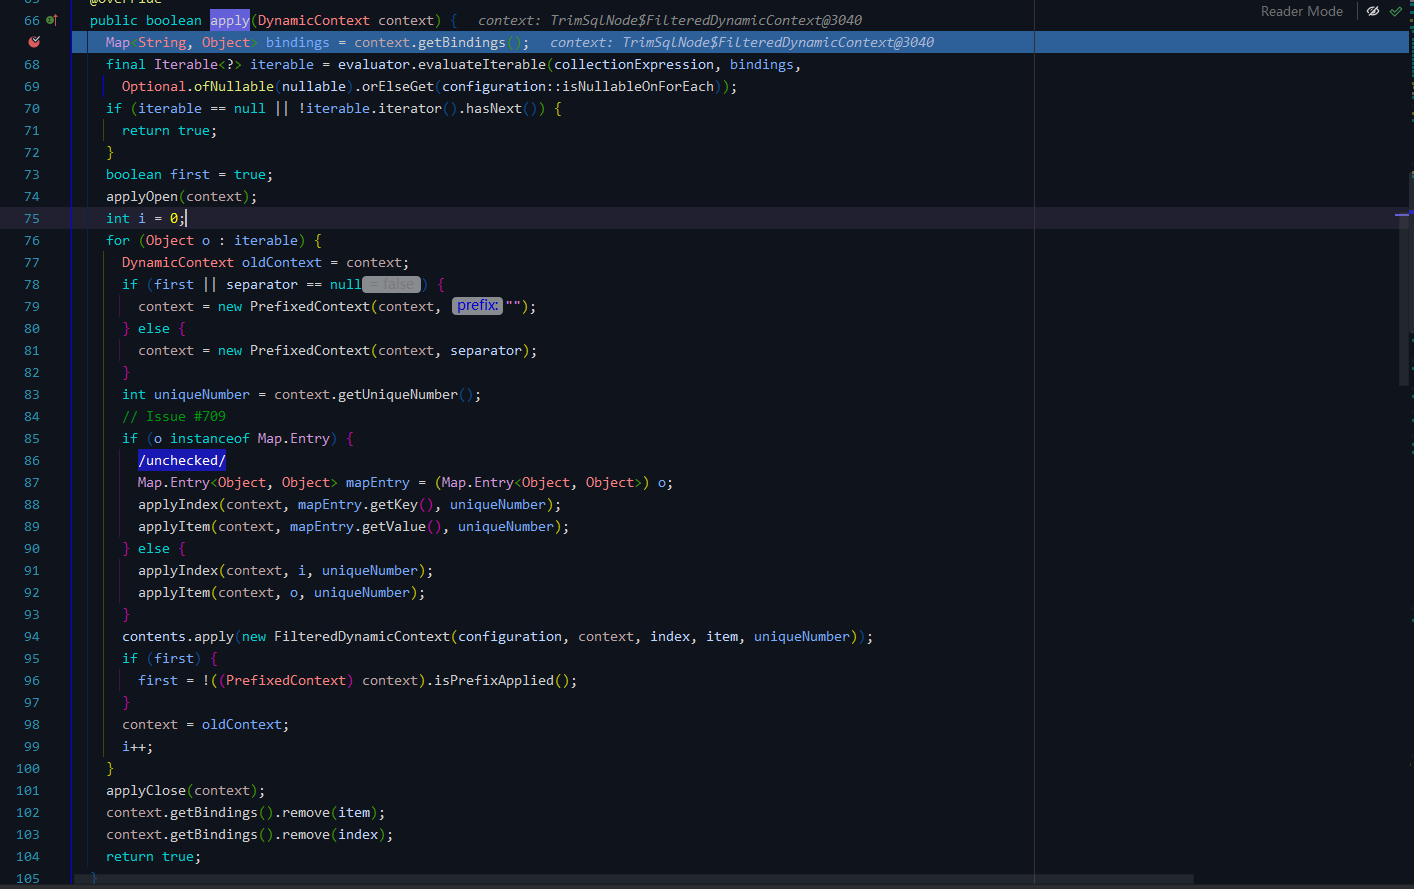 @Override
Reader Mode
66 public boolean apply(DynamicContext context) { context: TrimSqlNode$FilteredDynamicContext@3040
Map<String, Object> bindings = context.getBindings(); context: TrimSqlNode$FilteredDynamicContext@3040
68 final Iterable<?> iterable = evaluator.evaluateIterable(collectionExpression, bindings,
69 Optional.ofNullable(nullable).orElseGet(configuration::isNullableOnForEach));
70 if (iterable == null || !iterable.iterator().hasNext()) {
71 return true;
72 }
73 boolean first = true;
74 applyOpen(context);
75 int i = 0;
76 for (Object o : iterable) {
77 DynamicContext oldContext = context;
78 if (first || separator == null = false ) {
79 context = new PrefixedContext(context, prefix: "");
80 } else {
81 context = new PrefixedContext(context, separator);
82 }
83 int uniqueNumber = context.getUniqueNumber();
84 // Issue #709
85 if (o instanceof Map.Entry) {
86 /unchecked/
87 Map.Entry<Object, Object> mapEntry = (Map.Entry<Object, Object>) o;
88 applyIndex(context, mapEntry.getKey(), uniqueNumber);
89 applyItem(context, mapEntry.getValue(), uniqueNumber);
90 } else {
91 applyIndex(context, i, uniqueNumber);
92 applyItem(context, o, uniqueNumber);
93 }
94 contents.apply(new FilteredDynamicContext(configuration, context, index, item, uniqueNumber));
95 if (first) {
96 first = !((PrefixedContext) context).isPrefixApplied();
97 }
98 context = oldContext;
99 i++;
100 }
101 applyClose(context);
102 context.getBindings().remove(item);
103 context.getBindings().remove(index);
104 return true;
105 }